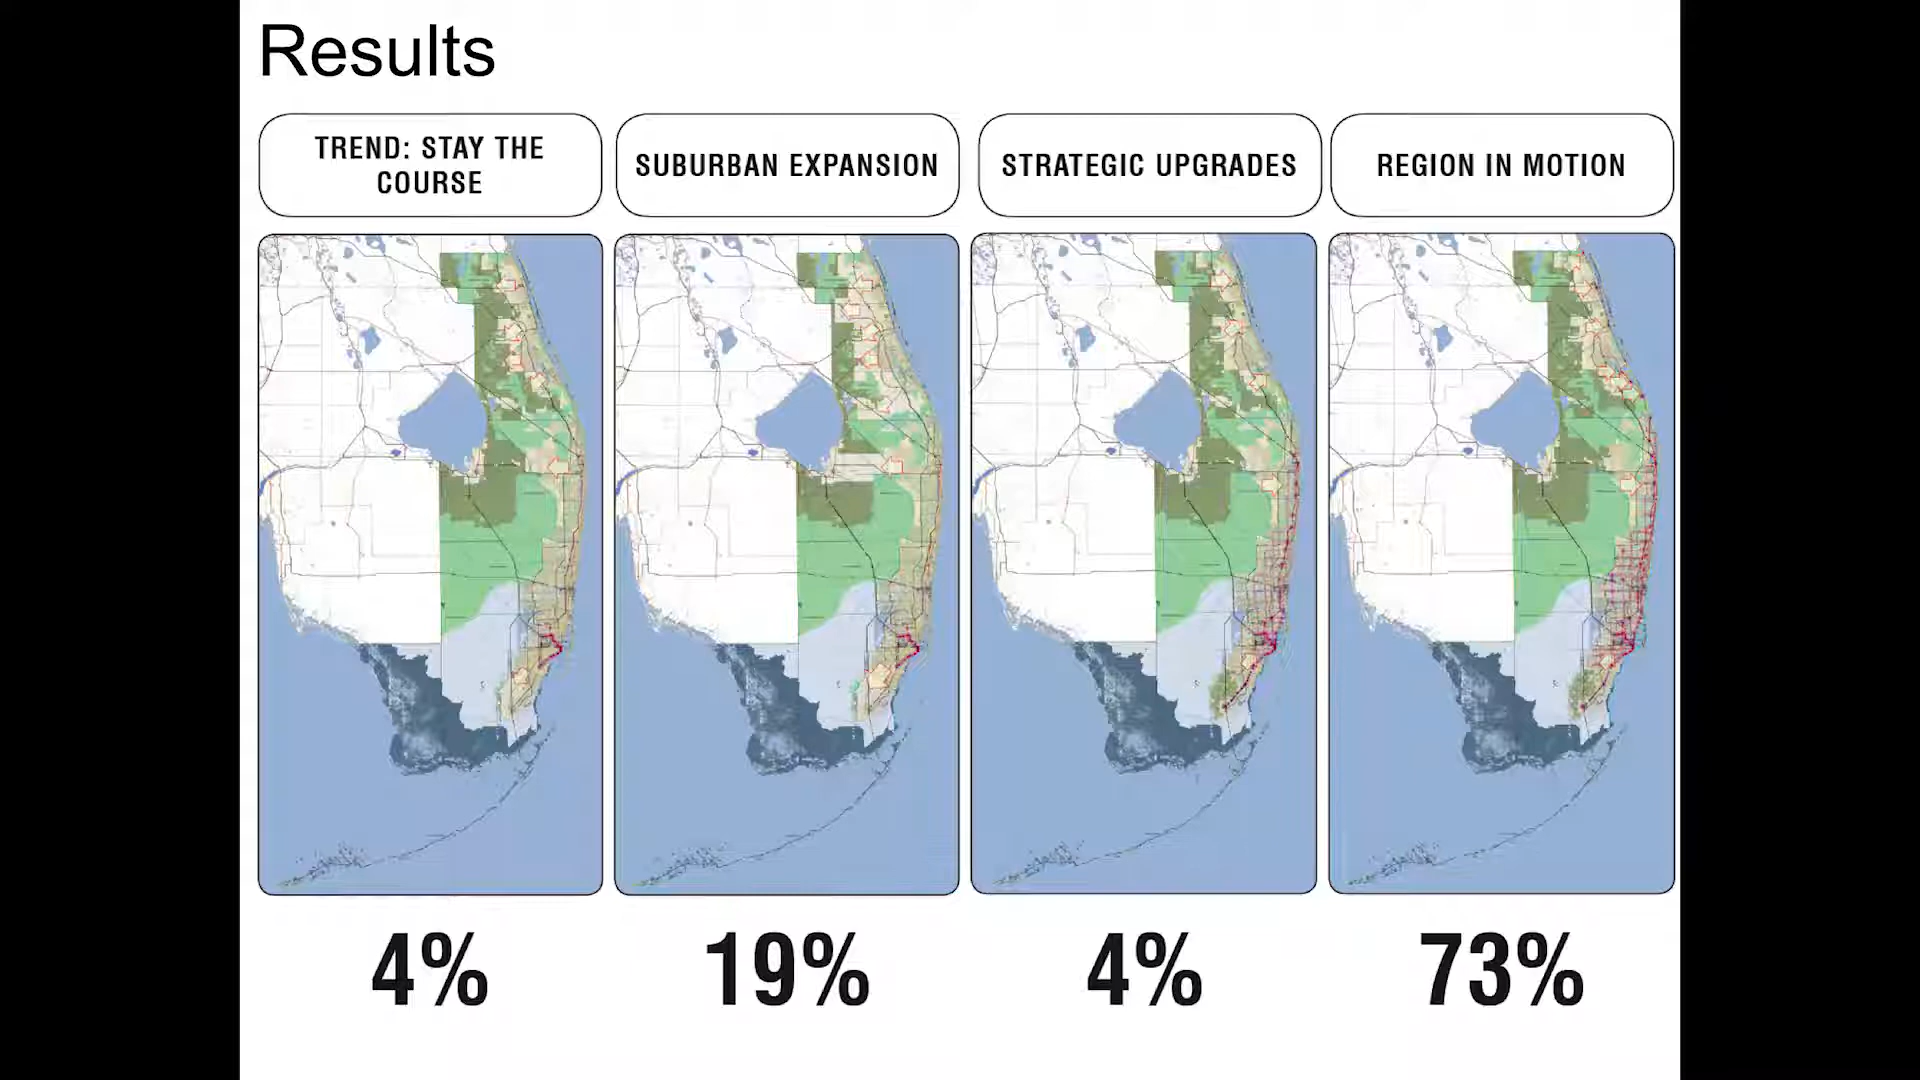 Results
TREND: STAY THE
COURSE
SUBURBAN EXPANSION
STRATEGIC UPGRADES
REGION IN MOTION
4%
19%
4%
73%